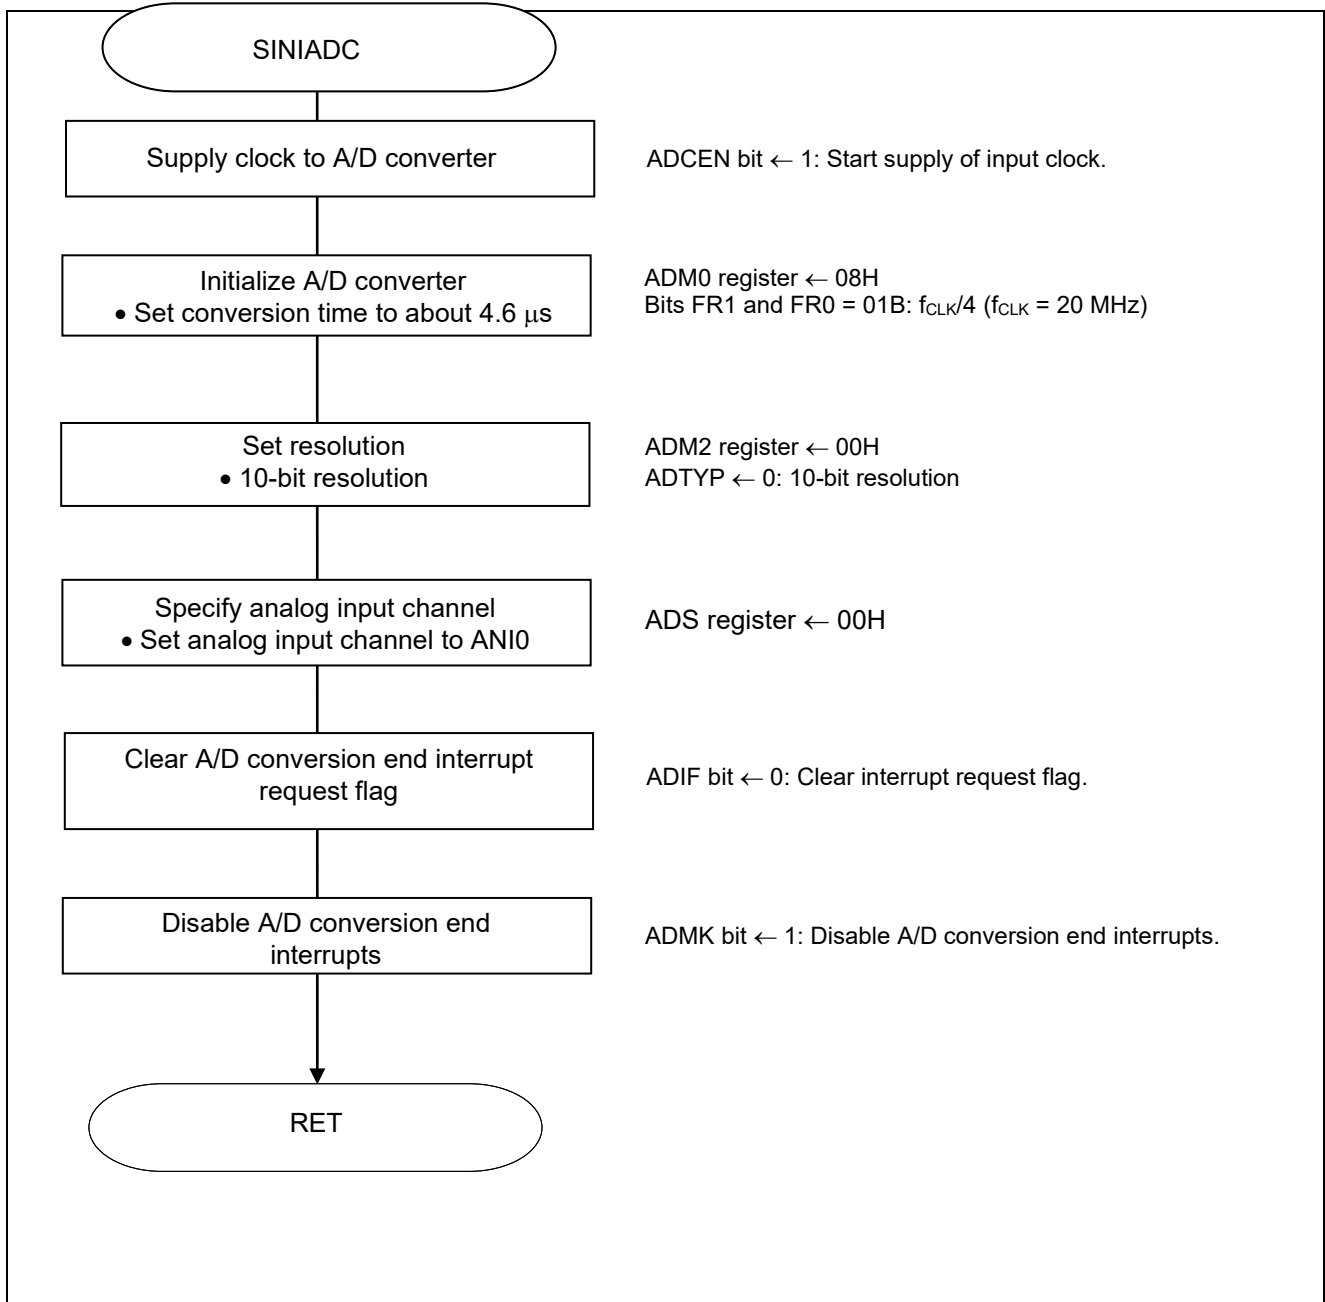 SINIADC
Supply clock to A/D converter
ADCEN bit ← 1: Start supply of input clock.
Initialize A/D converter
• Set conversion time to about 4.6 μs
ADM0 register ← 08H
Bits FR1 and FR0 = 01B: fCLK/4 (fCLK = 20 MHz)
Set resolution
• 10-bit resolution
ADM2 register ← 00H
ADTYP ← 0: 10-bit resolution
Specify analog input channel
• Set analog input channel to ANI0
ADS register ← 00H
Clear A/D conversion end interrupt
request flag
ADIF bit ← 0: Clear interrupt request flag.
Disable A/D conversion end
interrupts
ADMK bit ← 1: Disable A/D conversion end interrupts.
RET